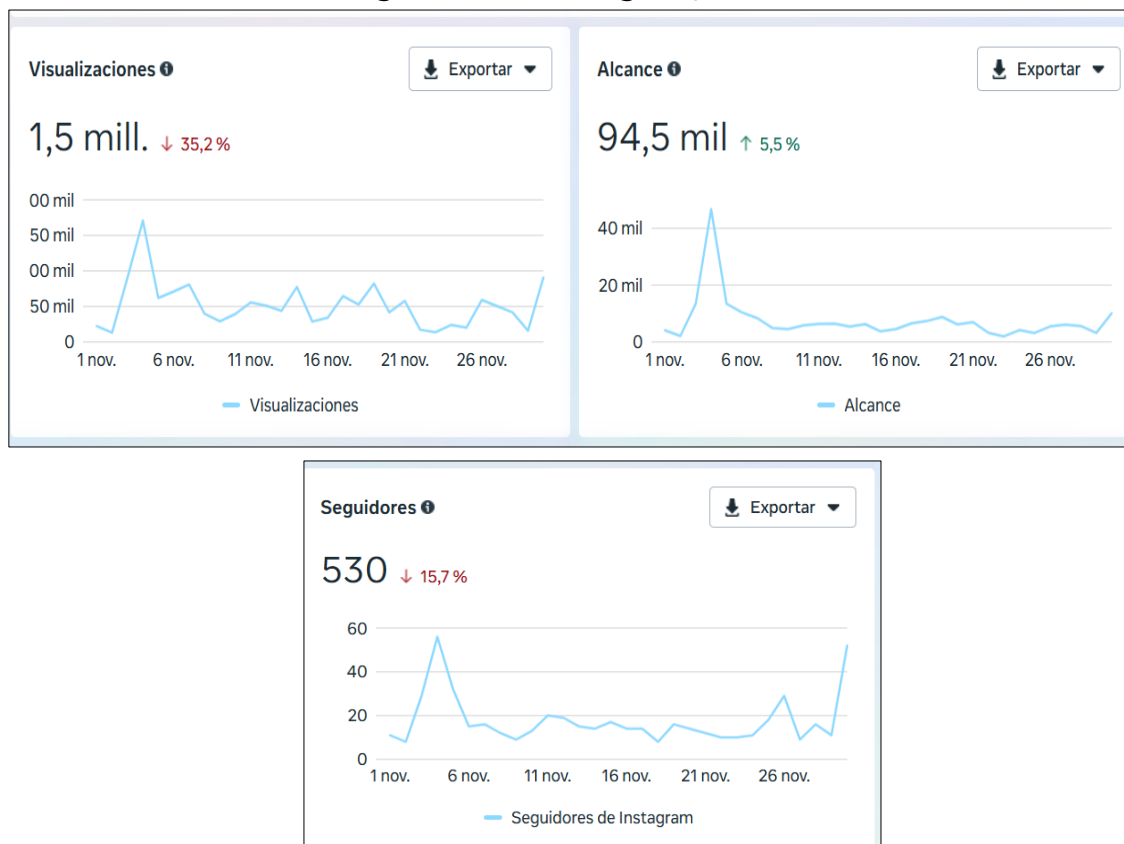 Visualizaciones
Exportar
1,5 mill. ↓ 35,2 %
00 mil
50 mil
00 mil
50 mil
0
1 nov. 6 nov. 11 nov. 16 nov. 21 nov. 26 nov.
Visualizaciones
Alcance
Exportar
94,5 mil ↑ 5,5 %
40 mil
20 mil
0
1 nov. 6 nov. 11 nov. 16 nov. 21 nov. 26 nov.
Alcance
Seguidores
Exportar
530 ↓ 15,7 %
60
40
20
0
1 nov. 6 nov. 11 nov. 16 nov. 21 nov. 26 nov.
Seguidores de Instagram